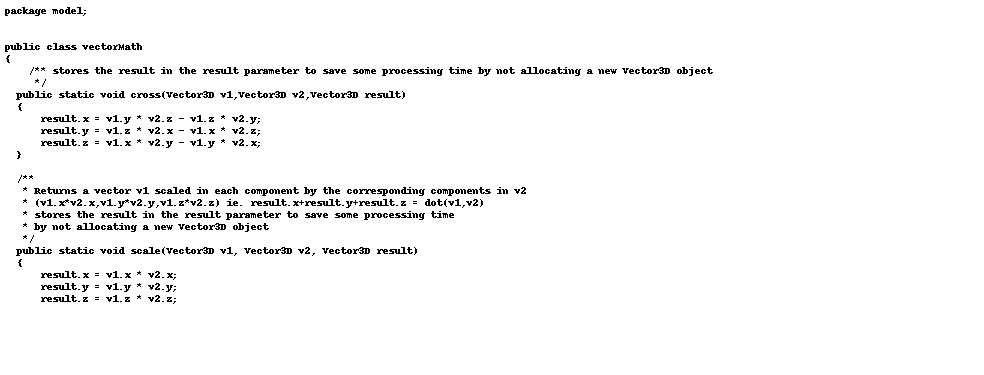 package model;
public class vectorMath
{
/** stores the result in the result parameter to save some processing time by not allocating a new Vector3D object
*/
public static void cross(Vector3D v1,Vector3D v2,Vector3D result)
{
result.x = v1.y * v2.z - v1.z * v2.y;
result.y = v1.z * v2.x - v1.x * v2.z;
result.z = v1.x * v2.y - v1.y * v2.x;
}
/**
* Returns a vector v1 scaled in each component by the corresponding components in v2
* (v1.x*v2.x,v1.y*v2.y,v1.z*v2.z) ie. result.x+result.y+result.z = dot(v1,v2)
* stores the result in the result parameter to save some processing time
* by not allocating a new Vector3D object
*/
public static void scale(Vector3D v1, Vector3D v2, Vector3D result)
{
result.x = v1.x * v2.x;
result.y = v1.y * v2.y;
result.z = v1.z * v2.z;